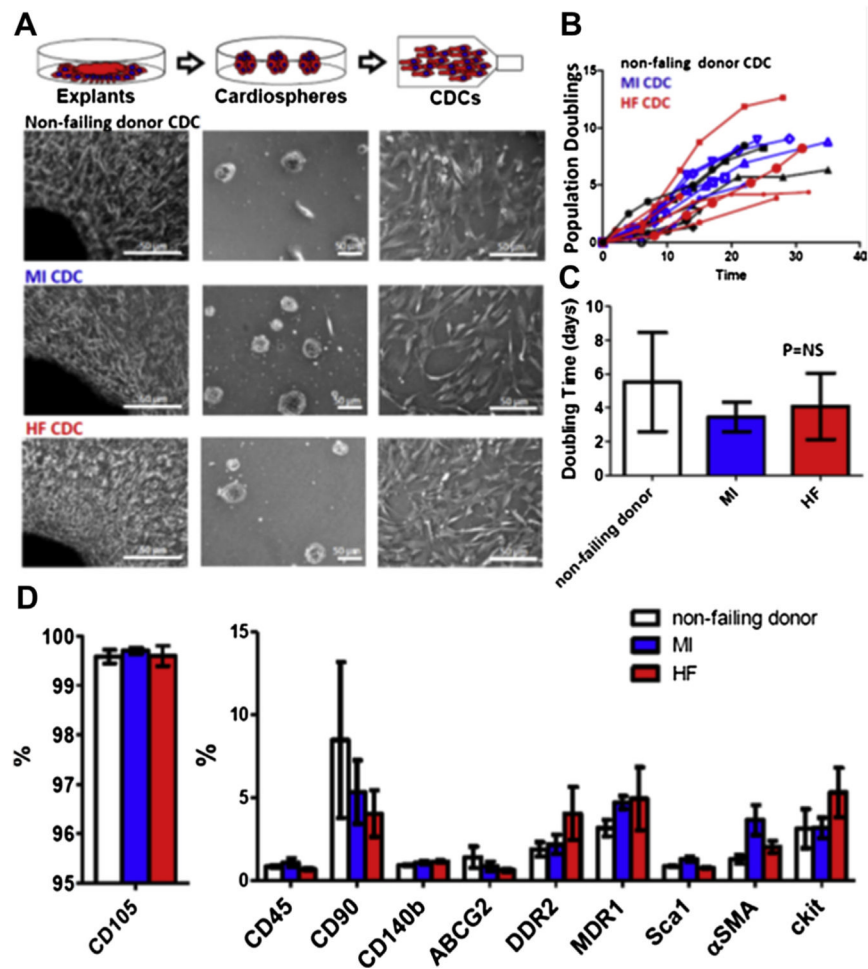 A
Explants
Cardiospheres
CDCs
Non-failing donor CDC
50 µm
50 µm
50 µm
MI CDC
50 µm
50 µm
50 µm
HF CDC
50 µm
50 µm
50 µm
B
non-faling donor CDC
MI CDC
HF CDC
Population Doublings
15
10
5
0
0 10 20 30 40
Time
C
Doubling Time (days)
10
8
6
4
2
0
P=NS
non-failing donor
MI
HF
D
%
100
99
98
97
96
95
CD105
%
15
10
5
0
non-failing donor
MI
HF
CD45
CD90
CD140b
ABCG2
DDR2
MDR1
Sca1
αSMA
ckit